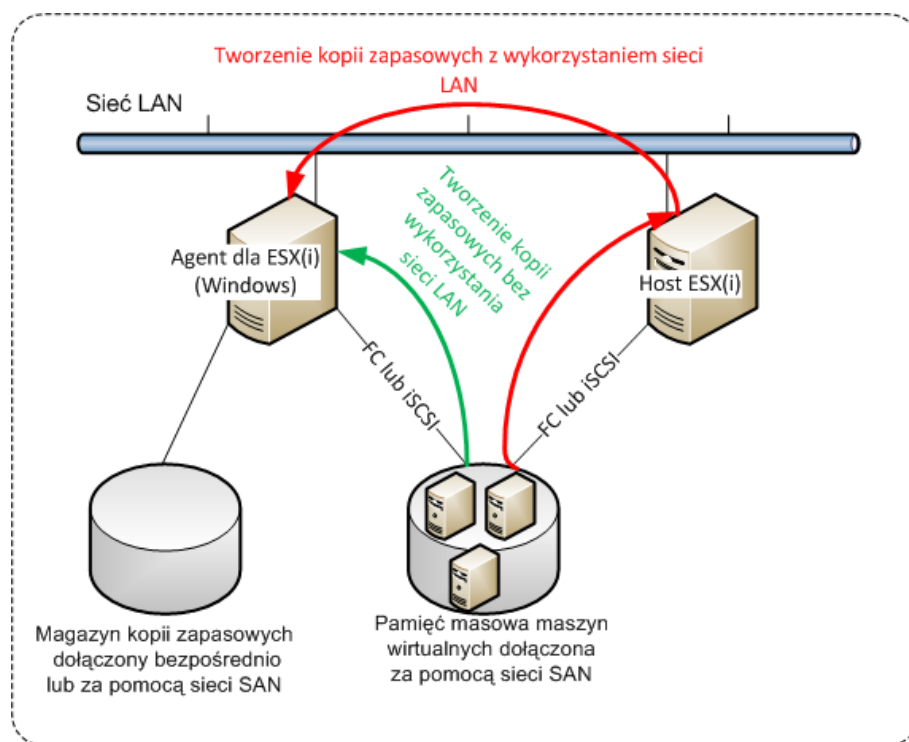 Tworzenie kopii zapasowych z wykorzystaniem sieci
LAN
Sieć LAN
Tworzenie kopii
zapasowych bez
wykorzystania
sieci LAN
Agent dla ESX(i)
(Windows)
Host ESX(i)
FC lub iSCSI
FC lub iSCSI
Magazyn kopii zapasowych
dołączony bezpośrednio
lub za pomocą sieci SAN
Pamięć masowa maszyn
wirtualnych dołączona
za pomocą sieci SAN